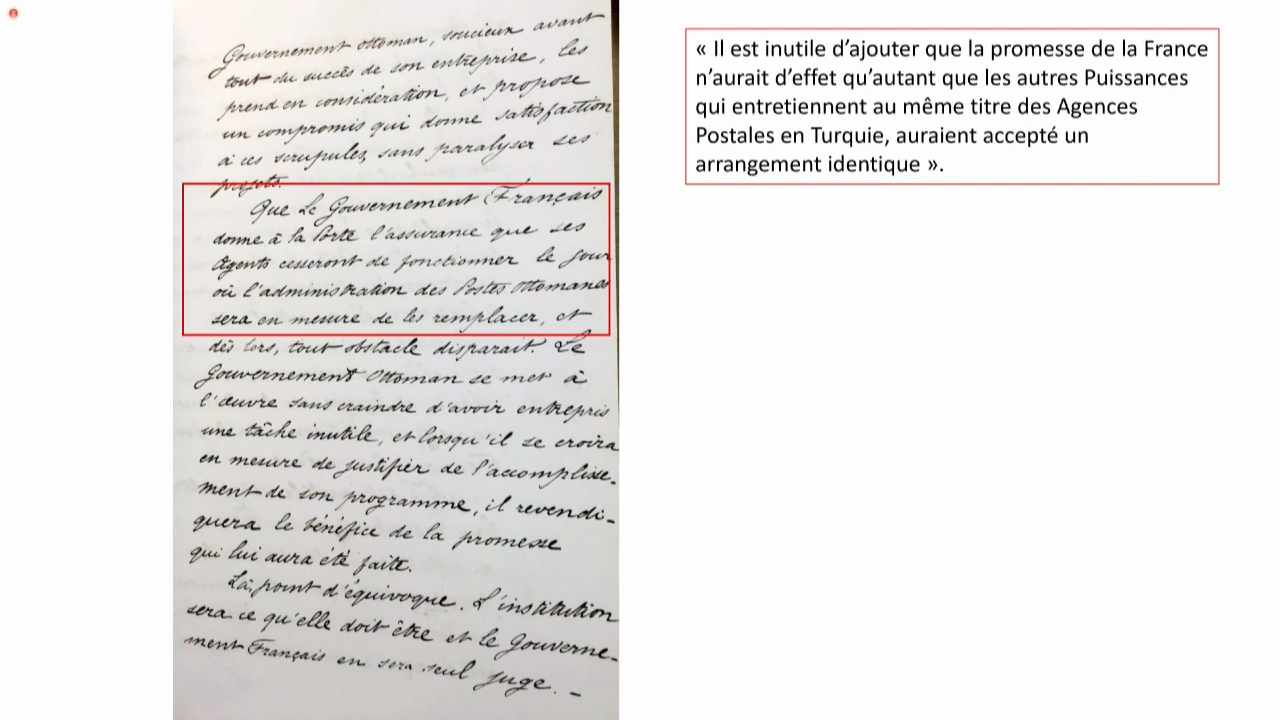 Gouvernement ottoman, soucieux avant
tout du succès de son entreprise, les
prend en considération, et propose
un compromis qui donne satisfaction
à ces scrupules, sans paralyser ses
projets.
Que Le Gouvernement Français
donne à la Porte l'assurance que ses
Agents cesseront de fonctionner le jour
où l'administration des Postes Ottomanes
sera en mesure de les remplacer, et
dès lors, tout obstacle disparait. Le
Gouvernement Ottoman se met à
l'œuvre sans craindre d'avoir entrepris
une tâche inutile, et lorsqu'il se croira
en mesure de justifier de l'accomplisse-
ment de son programme, il revendi-
quera le bénéfice de la promesse
qui lui aura été faite.
Là, point d'équivoque. L'institution
sera ce qu'elle doit être et le Gouverne-
ment Français en sera seul juge. _
« Il est inutile d'ajouter que la promesse de la France
n'aurait d'effet qu'autant que les autres Puissances
qui entretiennent au même titre des Agences
Postales en Turquie, auraient accepté un
arrangement identique ».